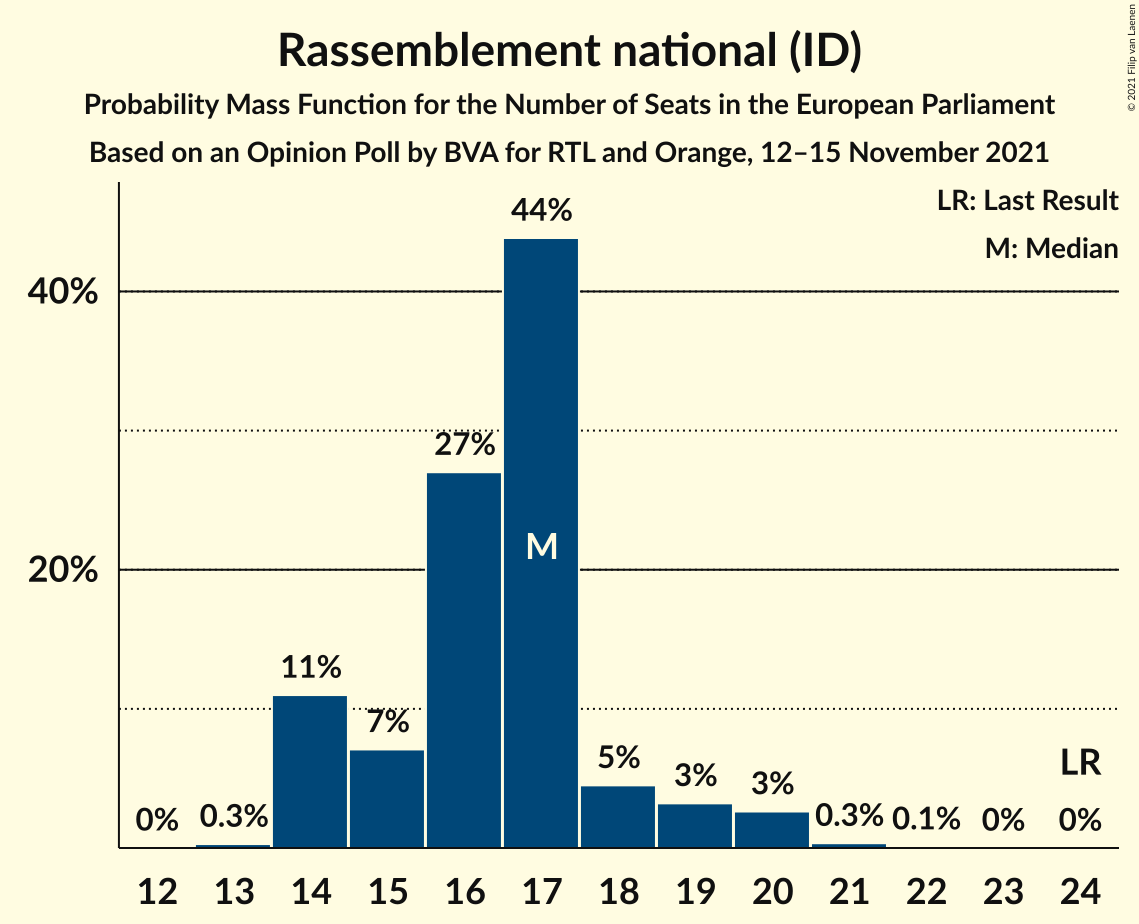 Rassemblement national (ID)
Probability Mass Function for the Number of Seats in the European Parliament
Based on an Opinion Poll by BVA for RTL and Orange, 12–15 November 2021
© 2021 Filip van Laenen
LR: Last Result
M: Median
40%
20%
0%
0.3%
11%
7%
27%
44%
M
5%
3%
3%
0.3%
0.1%
0%
LR
0%
12 13 14 15 16 17 18 19 20 21 22 23 24